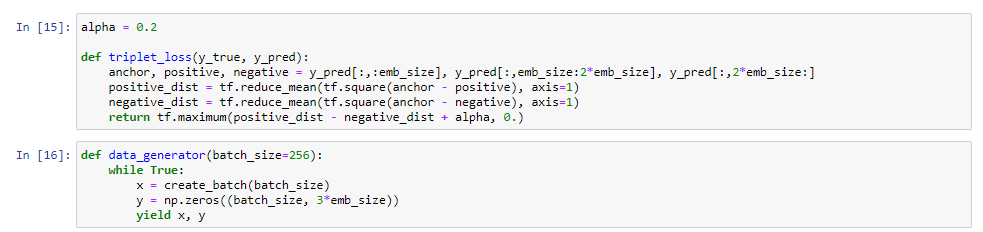 In [15]: alpha = 0.2
def triplet_loss(y_true, y_pred):
    anchor, positive, negative = y_pred[:,:emb_size], y_pred[:,emb_size:2*emb_size], y_pred[:,2*emb_size:]
    positive_dist = tf.reduce_mean(tf.square(anchor - positive), axis=1)
    negative_dist = tf.reduce_mean(tf.square(anchor - negative), axis=1)
    return tf.maximum(positive_dist - negative_dist + alpha, 0.)
In [16]: def data_generator(batch_size=256):
    while True:
        x = create_batch(batch_size)
        y = np.zeros((batch_size, 3*emb_size))
        yield x, y